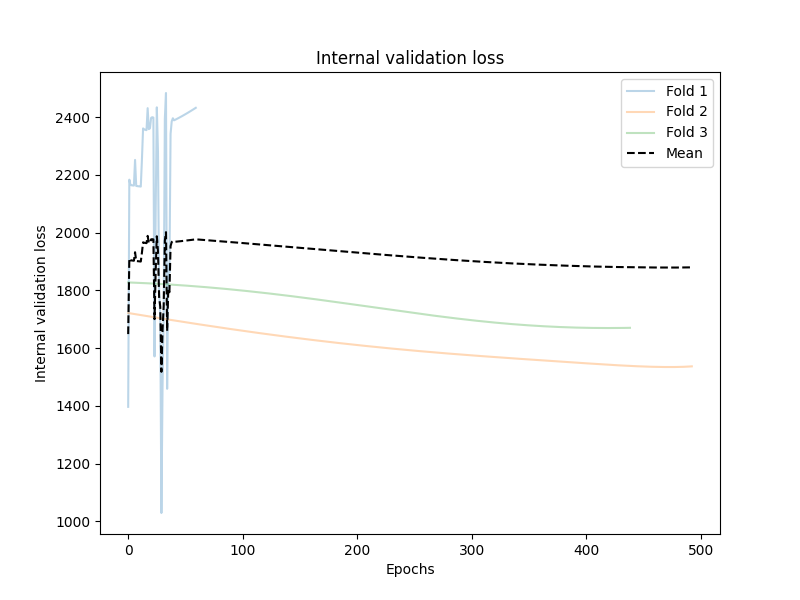 Internal validation loss
Fold 1
Fold 2
Fold 3
Mean
Internal validation loss
2400
2200
2000
1800
1600
1400
1200
1000
0 100 200 300 400 500
Epochs